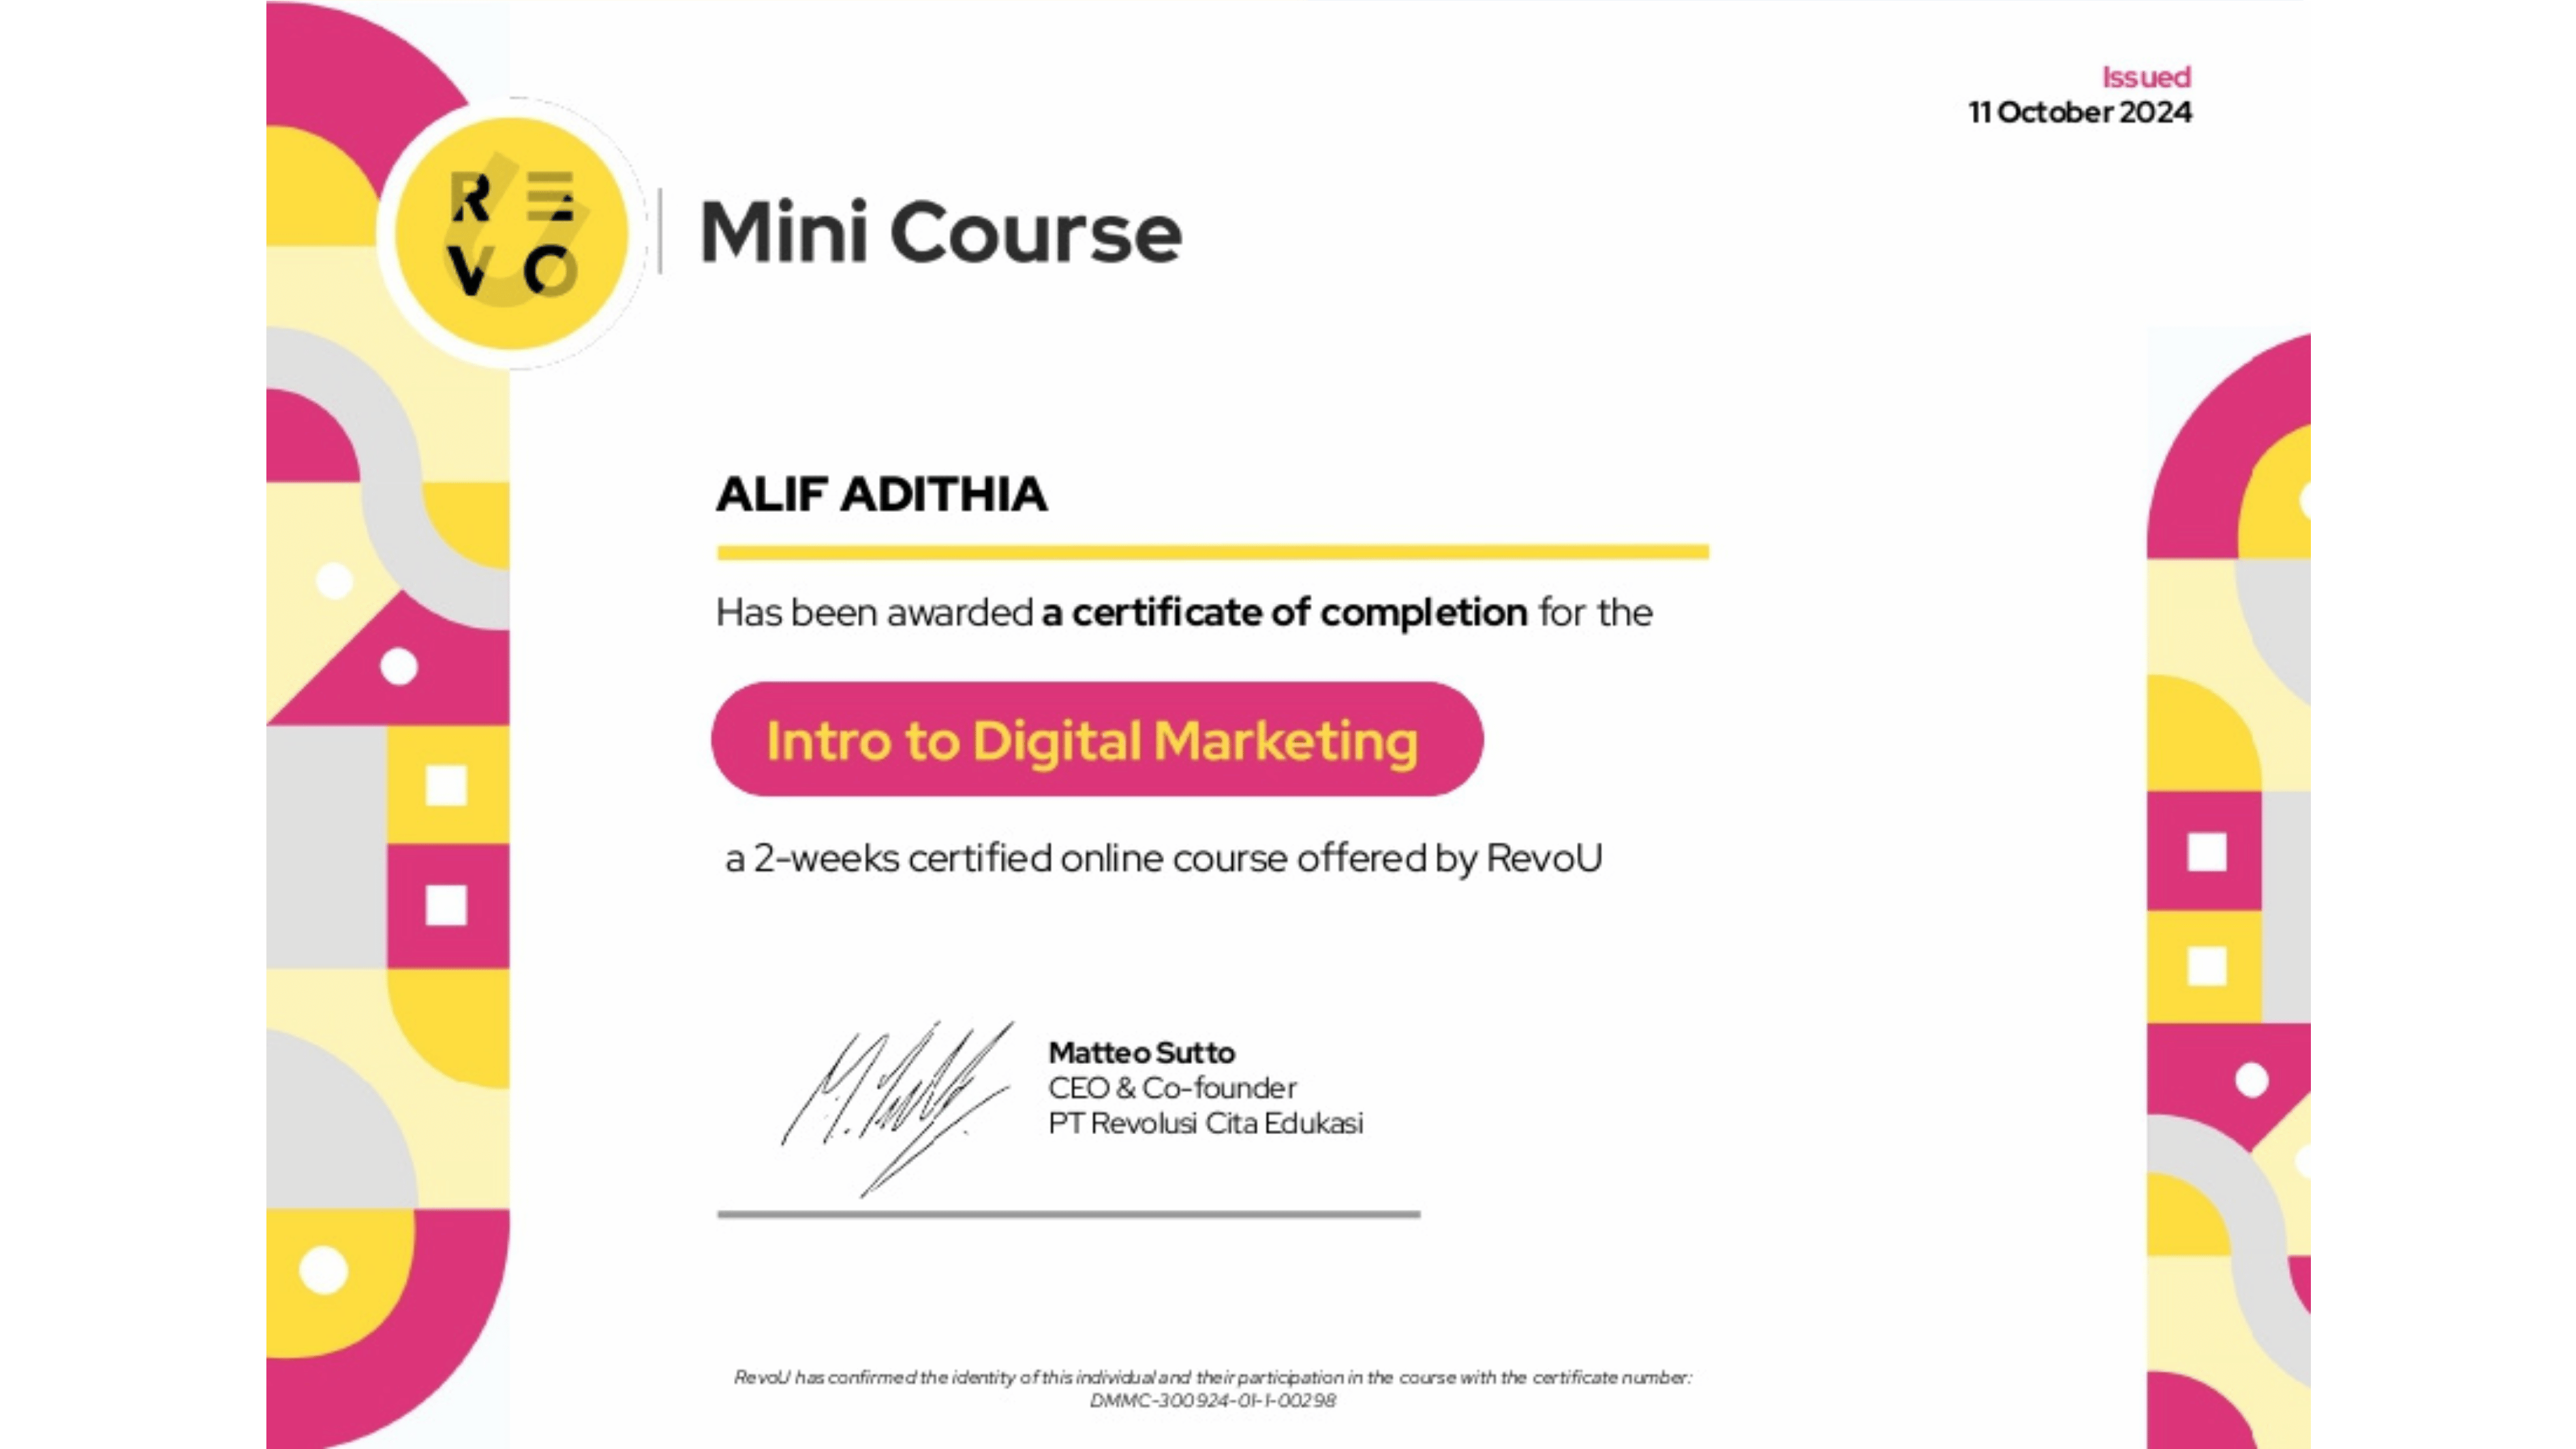 Issued
11 October 2024
RE
VO
Mini Course
ALIF ADITHIA
Has been awarded a certificate of completion for the
Intro to Digital Marketing
a 2-weeks certified online course offered by RevoU
Matteo Sutto
CEO & Co-founder
PT Revolusi Cita Edukasi
RevoU has confirmed the identity of this individual and their participation in the course with the certificate number:
DMMC-300924-01-1-00298